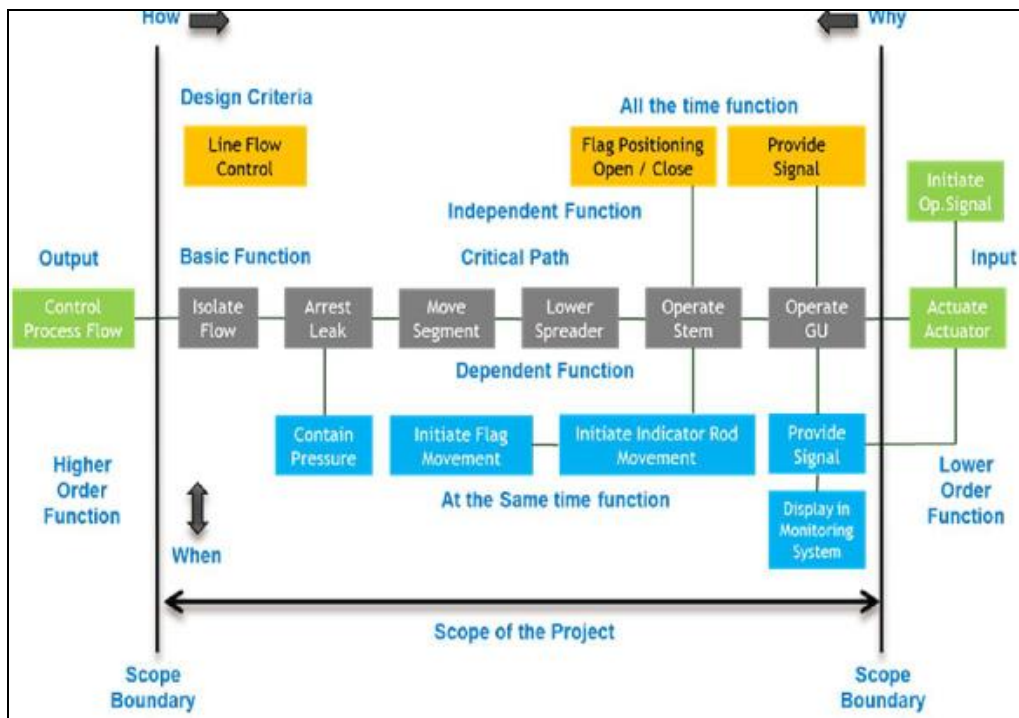 How
Why
Design Criteria
All the time function
Line Flow
Control
Flag Positioning
Open / Close
Provide
Signal
Initiate
Op.Signal
Independent Function
Output
Basic Function
Critical Path
Input
Control
Process Flow
Isolate
Flow
Arrest
Leak
Move
Segment
Lower
Spreader
Operate
Stem
Operate
GU
Actuate
Actuator
Dependent Function
Contain
Pressure
Initiate Flag
Movement
Initiate Indicator Rod
Movement
Provide
Signal
Higher
Order
Function
At the Same time function
Lower
Order
Function
Display in
Monitoring
System
When
Scope of the Project
Scope
Boundary
Scope
Boundary